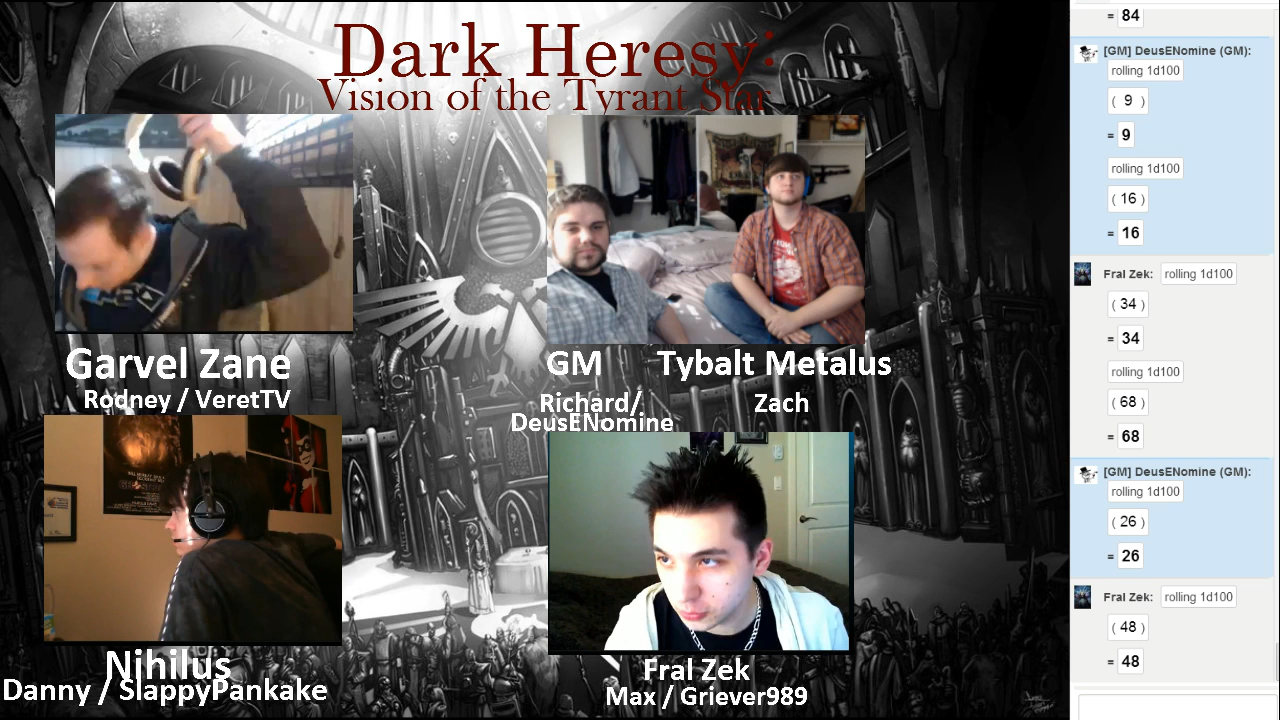 Dark Heresy:
Vision of the Tyrant Star
Garvel Zane
Rodney / VeretTV
GM
Tybalt Metalus
Richard/
DeusENomine
Zach
Nihilus
Danny / SlappyPankake
Fral Zek
Max / Griever989
= 84
[GM] DeusENomine (GM):
rolling 1d100
( 9 )
= 9
rolling 1d100
( 16 )
= 16
Fral Zek: rolling 1d100
( 34 )
= 34
rolling 1d100
( 68 )
= 68
[GM] DeusENomine (GM):
rolling 1d100
( 26 )
= 26
Fral Zek: rolling 1d100
( 48 )
= 48